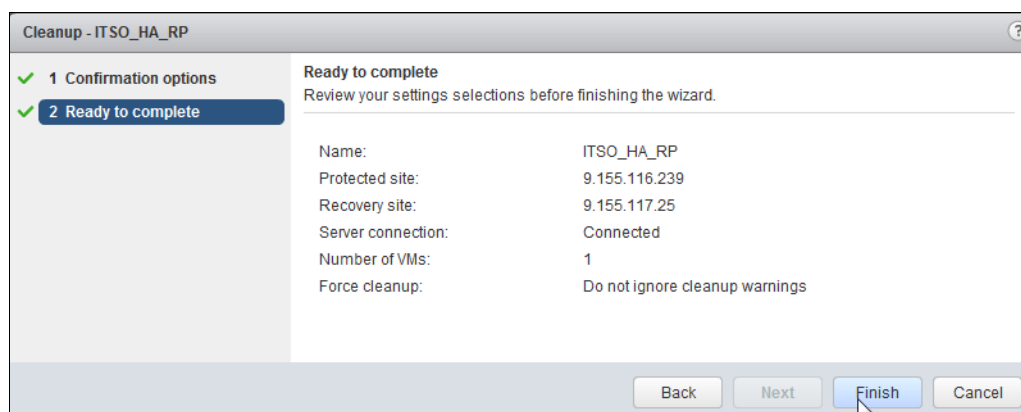 Cleanup - ITSO_HA_RP
?
1 Confirmation options
2 Ready to complete
Ready to complete
Review your settings selections before finishing the wizard.
Name: ITSO_HA_RP
Protected site: 9.155.116.239
Recovery site: 9.155.117.25
Server connection: Connected
Number of VMs: 1
Force cleanup: Do not ignore cleanup warnings
Back Next Finish Cancel